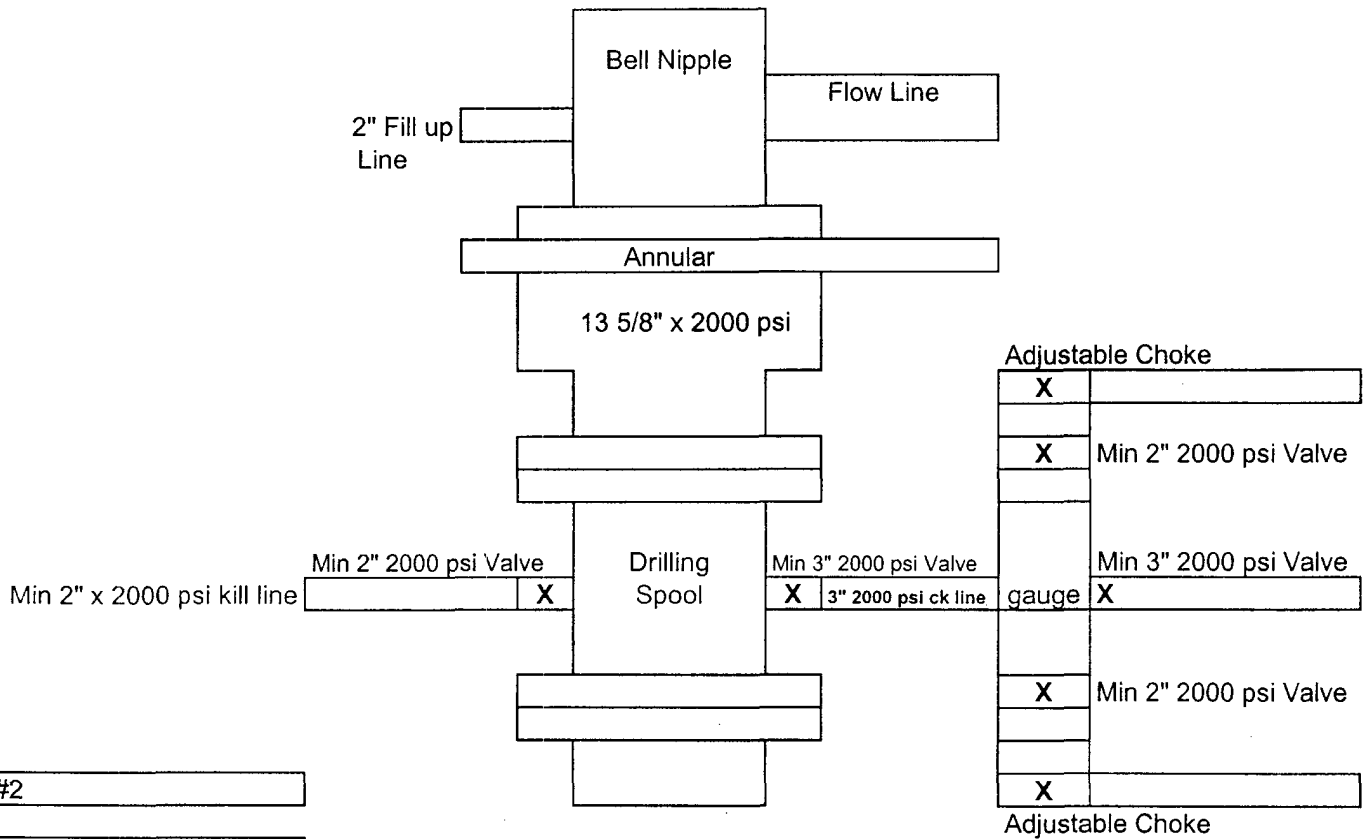 Bell Nipple
Flow Line
2" Fill up
Line
Annular
13 5/8" x 2000 psi
Adjustable Choke
X
X Min 2" 2000 psi Valve
Min 2" 2000 psi Valve
Drilling
Spool
Min 3" 2000 psi Valve
Min 3" 2000 psi Valve
Min 2" x 2000 psi kill line
X
X
3" 2000 psi ck line
gauge
X
X Min 2" 2000 psi Valve
#2
X
Adjustable Choke